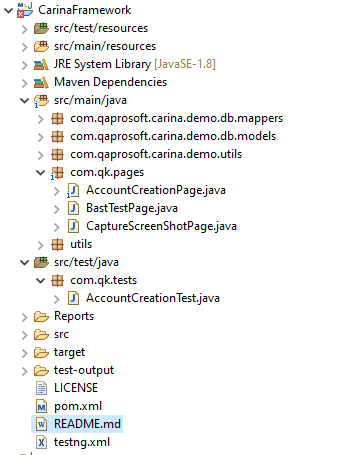 CarinaFramework
src/test/resources
src/main/resources
JRE System Library [JavaSE-1.8]
Maven Dependencies
src/main/java
com.qaprosoft.carina.demo.db.mappers
com.qaprosoft.carina.demo.db.models
com.qaprosoft.carina.demo.utils
com.qk.pages
AccountCreationPage.java
BastTestPage.java
CaptureScreenShotPage.java
utils
src/test/java
com.qk.tests
AccountCreationTest.java
Reports
src
target
test-output
LICENSE
pom.xml
README.md
testng.xml